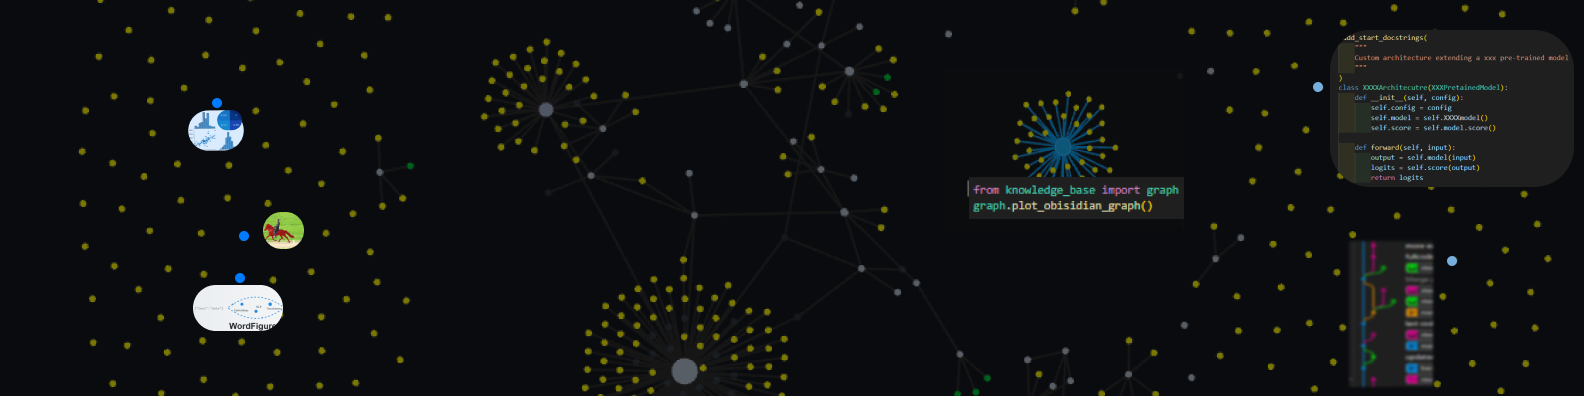 WordFigure
from knowledge_base import graph
graph.plot_obisidian_graph()
dd_start_docstrings(
"""
Custom architecture extending a xxx pre-trained model
"""
)
class XXXXArchitecutre(XXXPretainedModel):
def __init__(self, config):
self.config = config
self.model = self.XXXXmodel()
self.score = self.model.score()
def forward(self, input):
output = self.model(input)
logits = self.score(output)
return logits